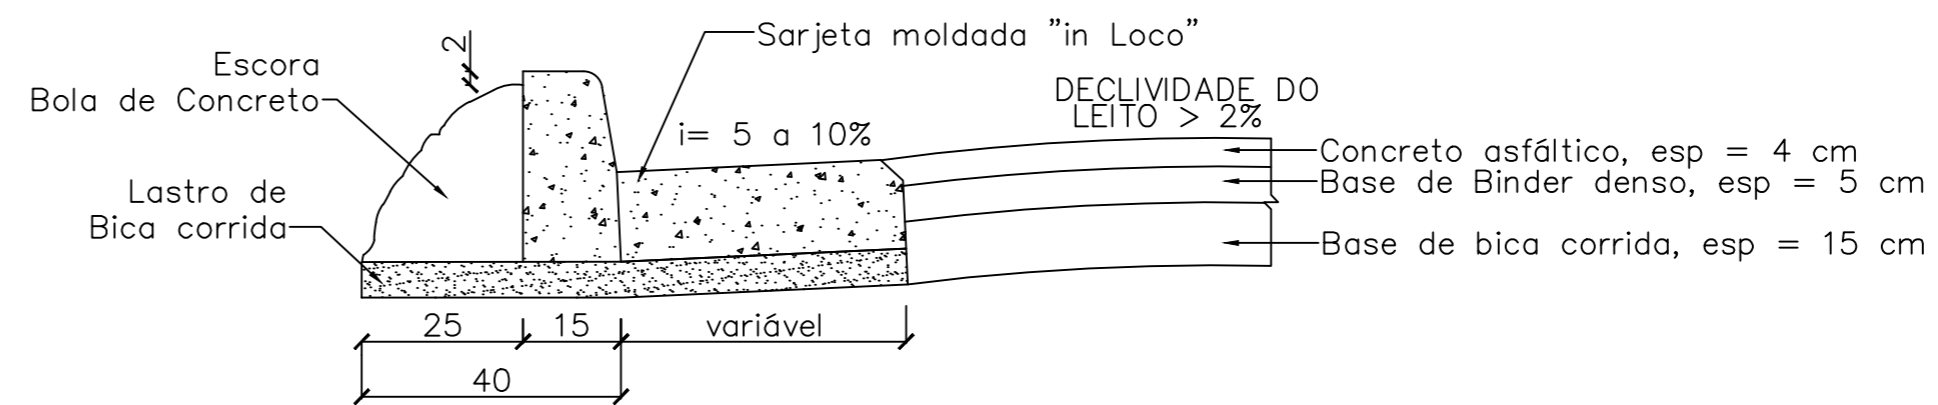 2
Sarjeta moldada "in Loco"
Escora
Bola de Concreto
DECLIVIDADE DO
LEITO > 2%
i= 5 a 10%
Concreto asfáltico, esp = 4 cm
Base de Binder denso, esp = 5 cm
Lastro de
Bica corrida
Base de bica corrida, esp = 15 cm
25
15
variável
40